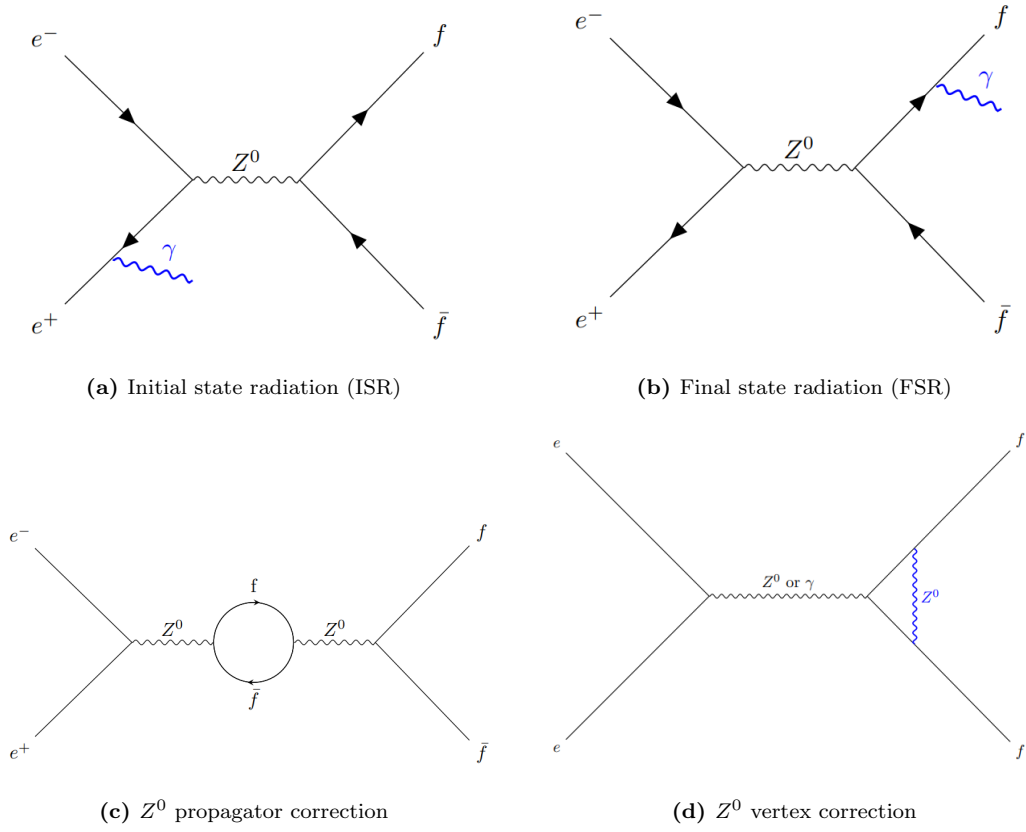 e⁻ f
γ
Z⁰
γ
e⁺ f̄
(a) Initial state radiation (ISR)
e⁻ f
γ
Z⁰
e⁺ f̄
(b) Final state radiation (FSR)
e⁻ f
f
Z⁰ Z⁰
f̄
e⁺ f̄
(c) Z⁰ propagator correction
e f
Z⁰ or γ
Z⁰
e f
(d) Z⁰ vertex correction